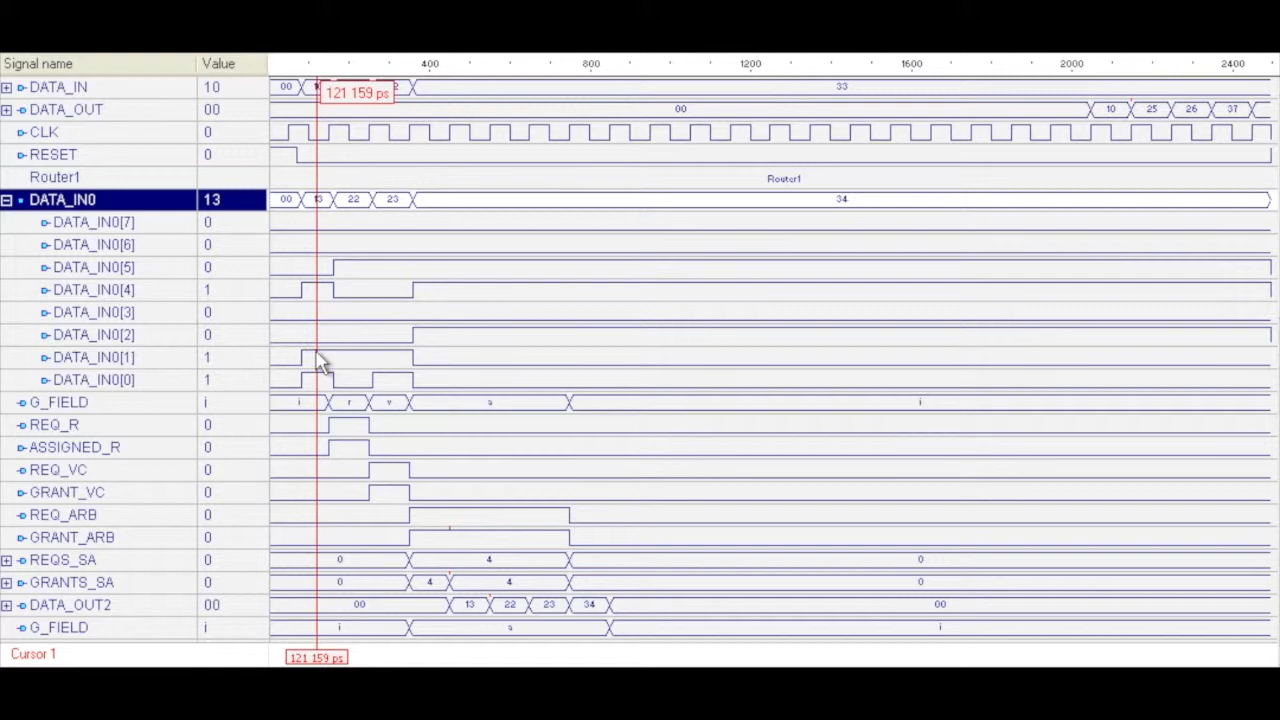 Signal name Value 400 800 1200 1600 2000 2400
DATA_IN 10 00 33
121 159 ps
DATA_OUT 00 00 10 25 26 37
CLK 0
RESET 0
Router1 Router1
DATA_IN0 13 00 13 22 23 34
DATA_IN0[7] 0
DATA_IN0[6] 0
DATA_IN0[5] 0
DATA_IN0[4] 1
DATA_IN0[3] 0
DATA_IN0[2] 0
DATA_IN0[1] 1
DATA_IN0[0] 1
G_FIELD i i r v a i
REQ_R 0
ASSIGNED_R 0
REQ_VC 0
GRANT_VC 0
REQ_ARB 0
GRANT_ARB 0
REQS_SA 0 0 4 0
GRANTS_SA 0 0 4 4 0
DATA_OUT2 00 00 13 22 23 34 00
G_FIELD i i a i
Cursor 1 121 159 ps